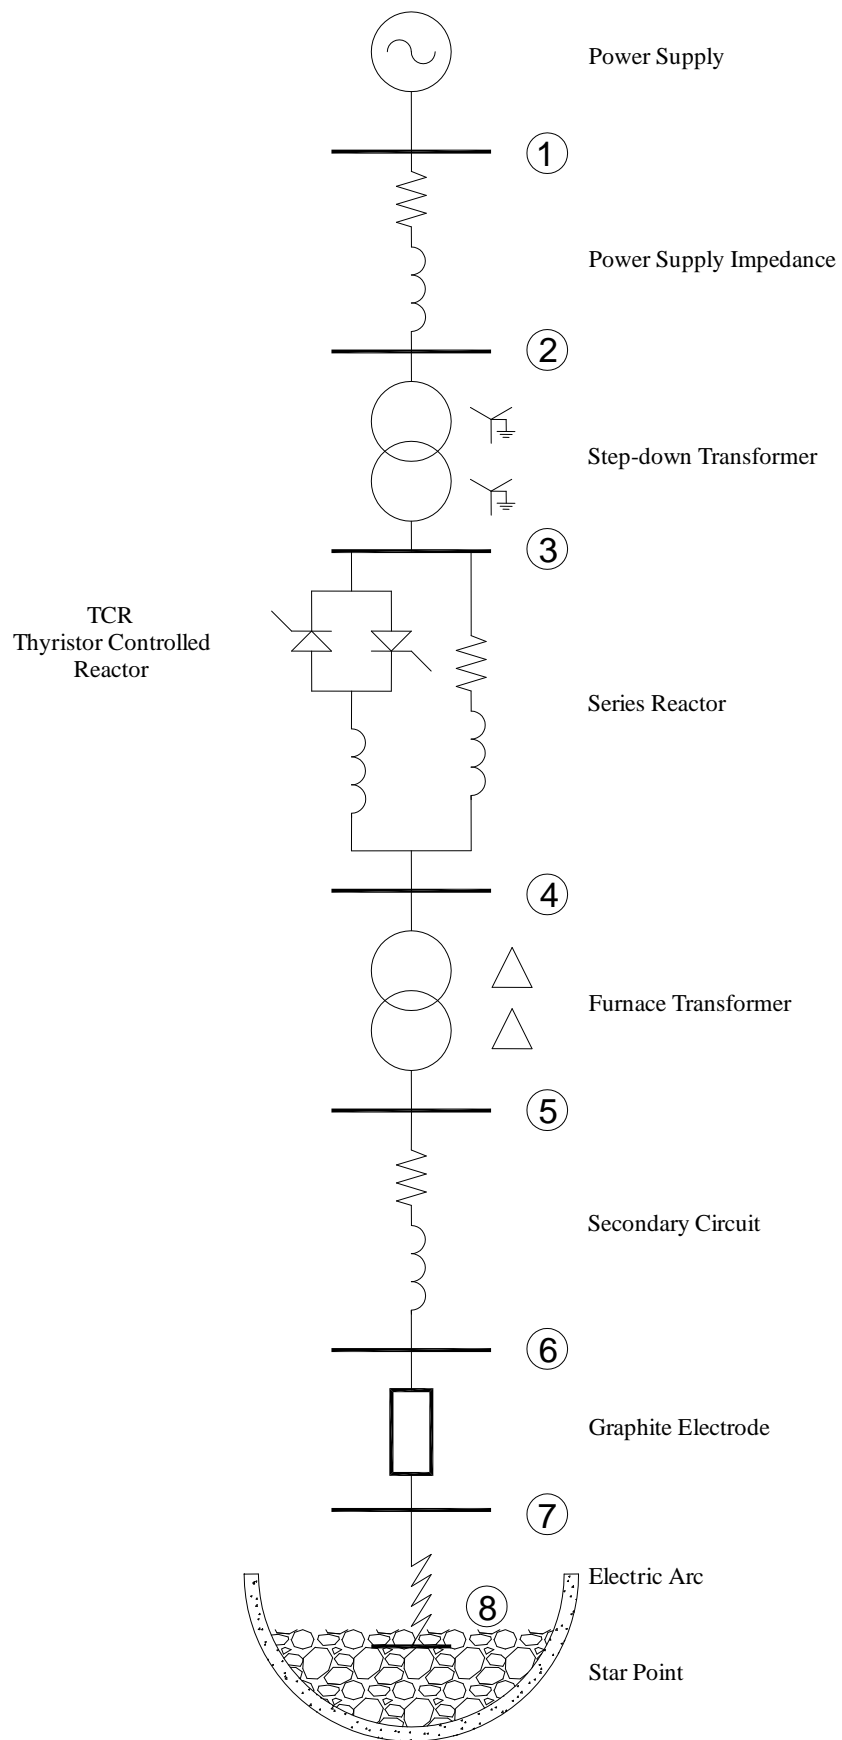 Power Supply
1
Power Supply Impedance
2
Step-down Transformer
3
TCR
Thyristor Controlled
Reactor
Series Reactor
4
Furnace Transformer
5
Secondary Circuit
6
Graphite Electrode
7
Electric Arc
8
Star Point